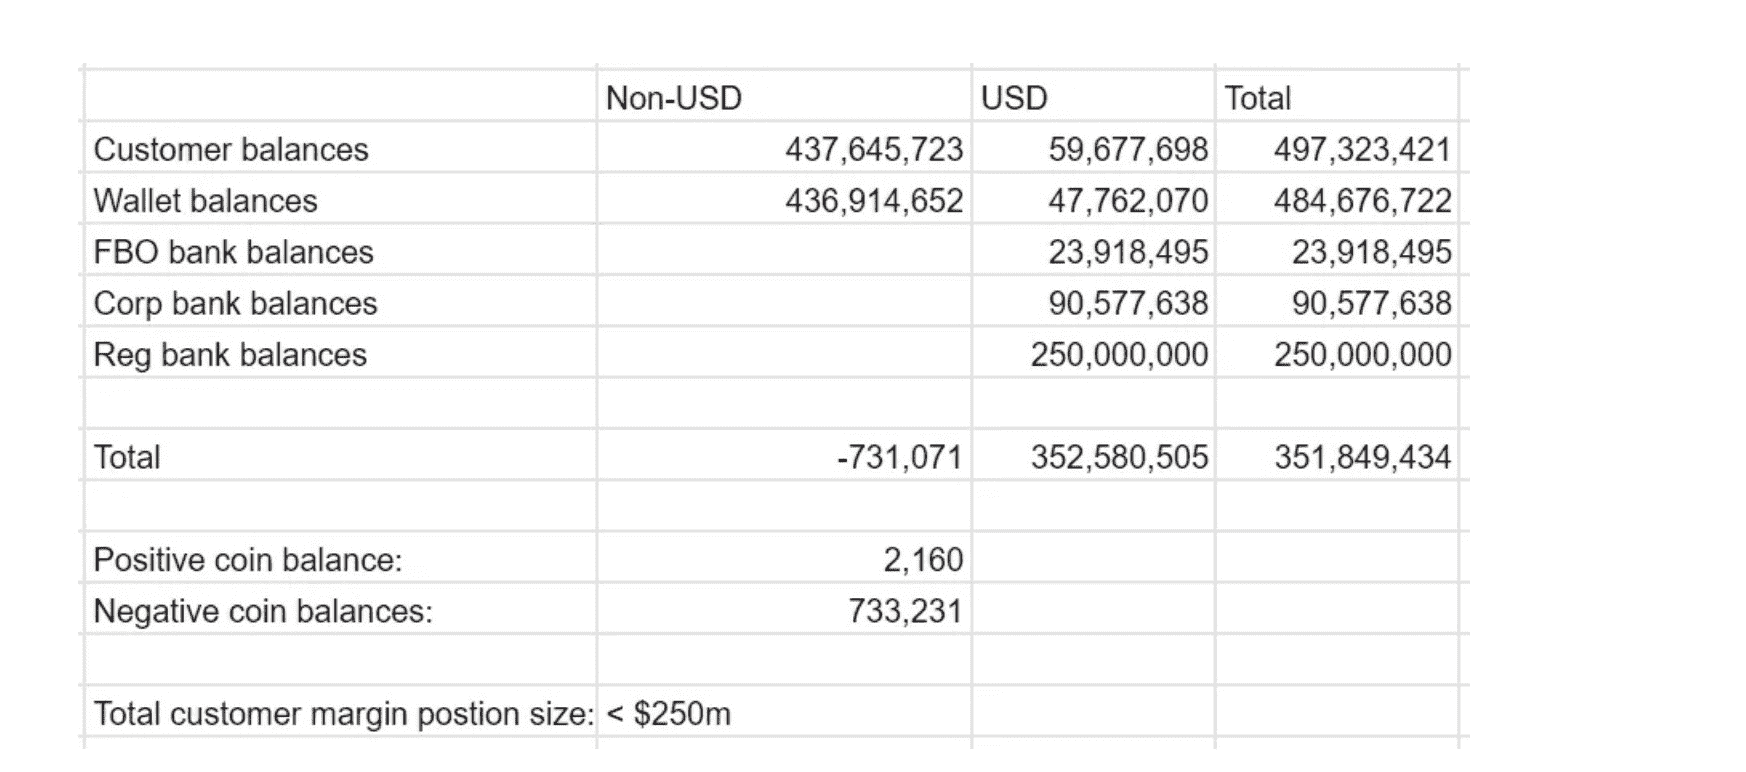 Non-USD USD Total
Customer balances 437,645,723 59,677,698 497,323,421
Wallet balances 436,914,652 47,762,070 484,676,722
FBO bank balances 23,918,495 23,918,495
Corp bank balances 90,577,638 90,577,638
Reg bank balances 250,000,000 250,000,000
Total -731,071 352,580,505 351,849,434
Positive coin balance: 2,160
Negative coin balances: 733,231
Total customer margin postion size: < $250m